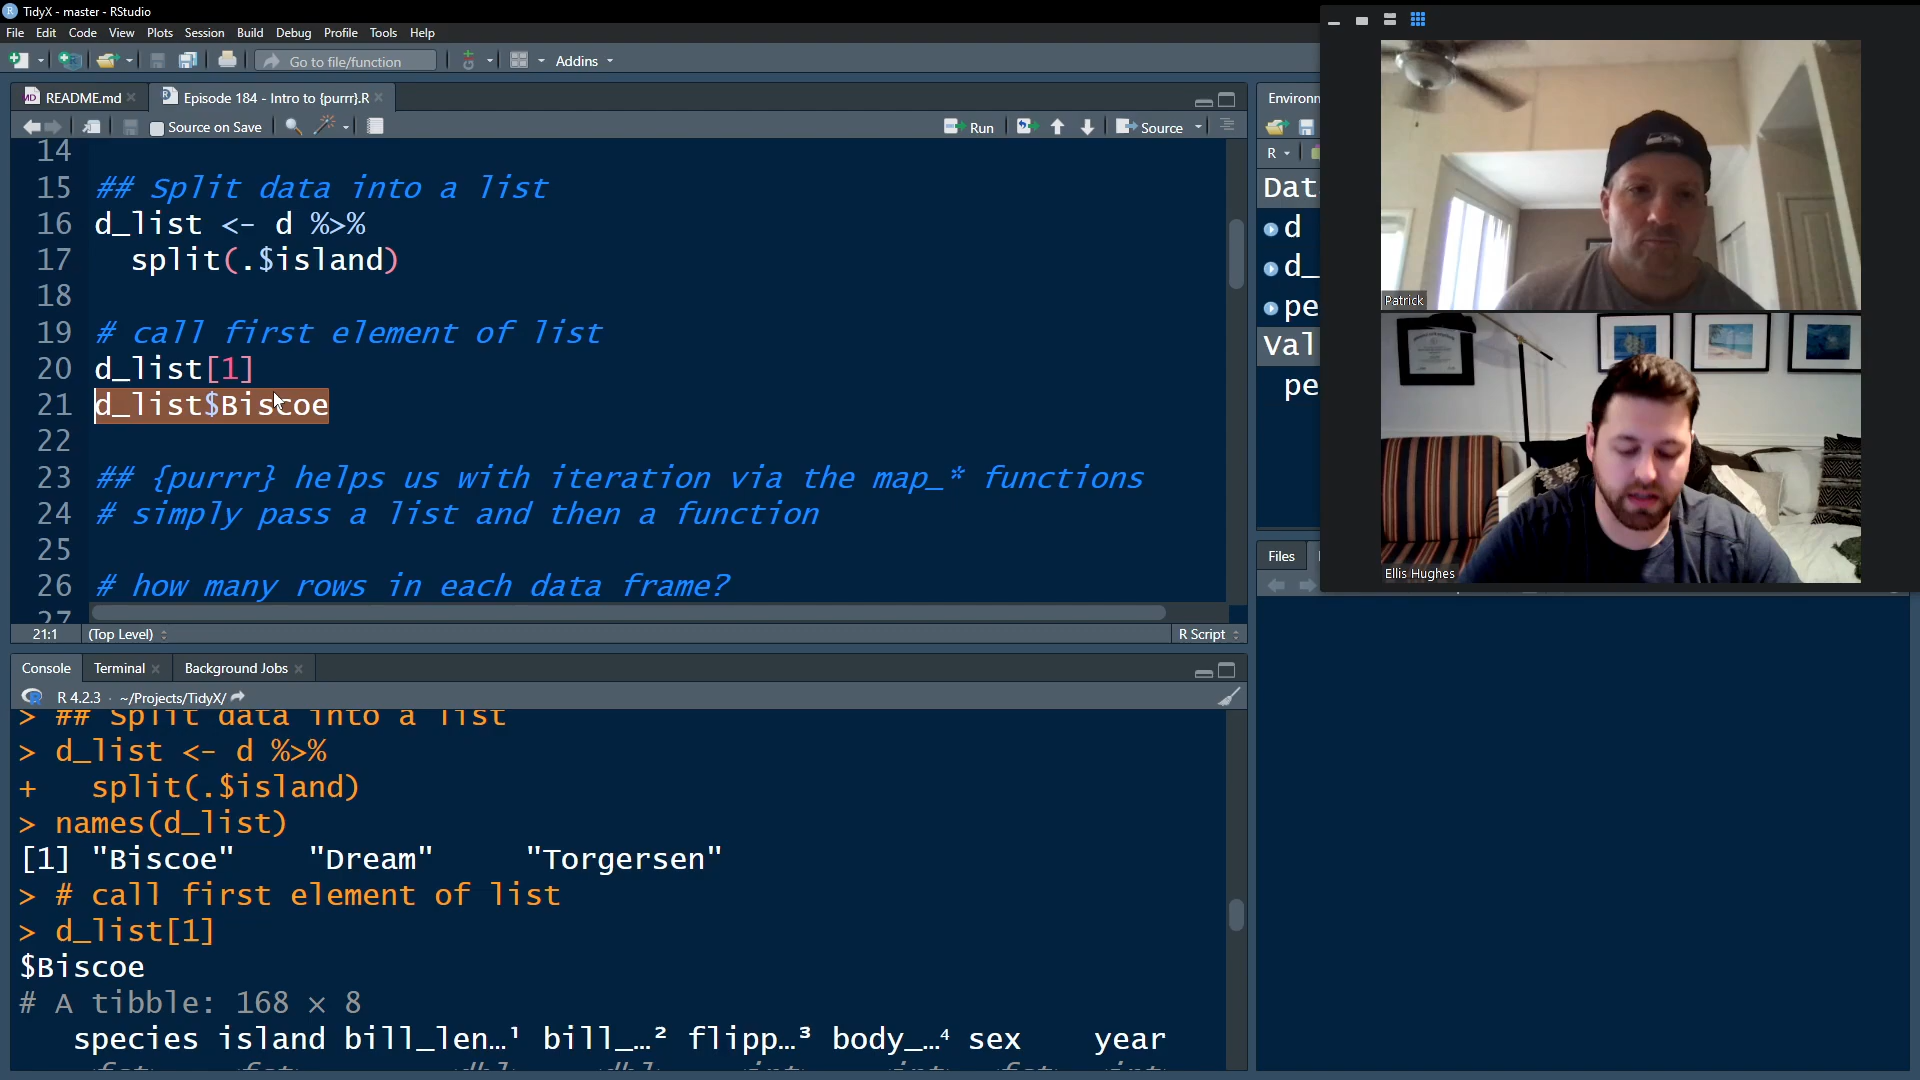 TidyX - master - RStudio
File Edit Code View Plots Session Build Debug Profile Tools Help
Go to file/function
Addins
README.md
Episode 184 - Intro to {purrr}.R
Source on Save
Run
Source
14
15 ## Split data into a list
16 d_list <- d %>%
17 split(.$island)
18
19 # call first element of list
20 d_list[1]
21 d_list$Biscoe
22
23 ## {purrr} helps us with iteration via the map_* functions
24 # simply pass a list and then a function
25
26 # how many rows in each data frame?
27
21:1 (Top Level)
R Script
Console Terminal Background Jobs
R 4.2.3 · ~/Projects/TidyX/
> ## Split data into a list
> d_list <- d %>%
+ split(.$island)
> names(d_list)
[1] "Biscoe" "Dream" "Torgersen"
> # call first element of list
> d_list[1]
$Biscoe
# A tibble: 168 × 8
species island bill_len…¹ bill_…² flipp…³ body_…⁴ sex year
Environm
R
Dat
d
d_
pe
Val
pe
Files
Patrick
Ellis Hughes